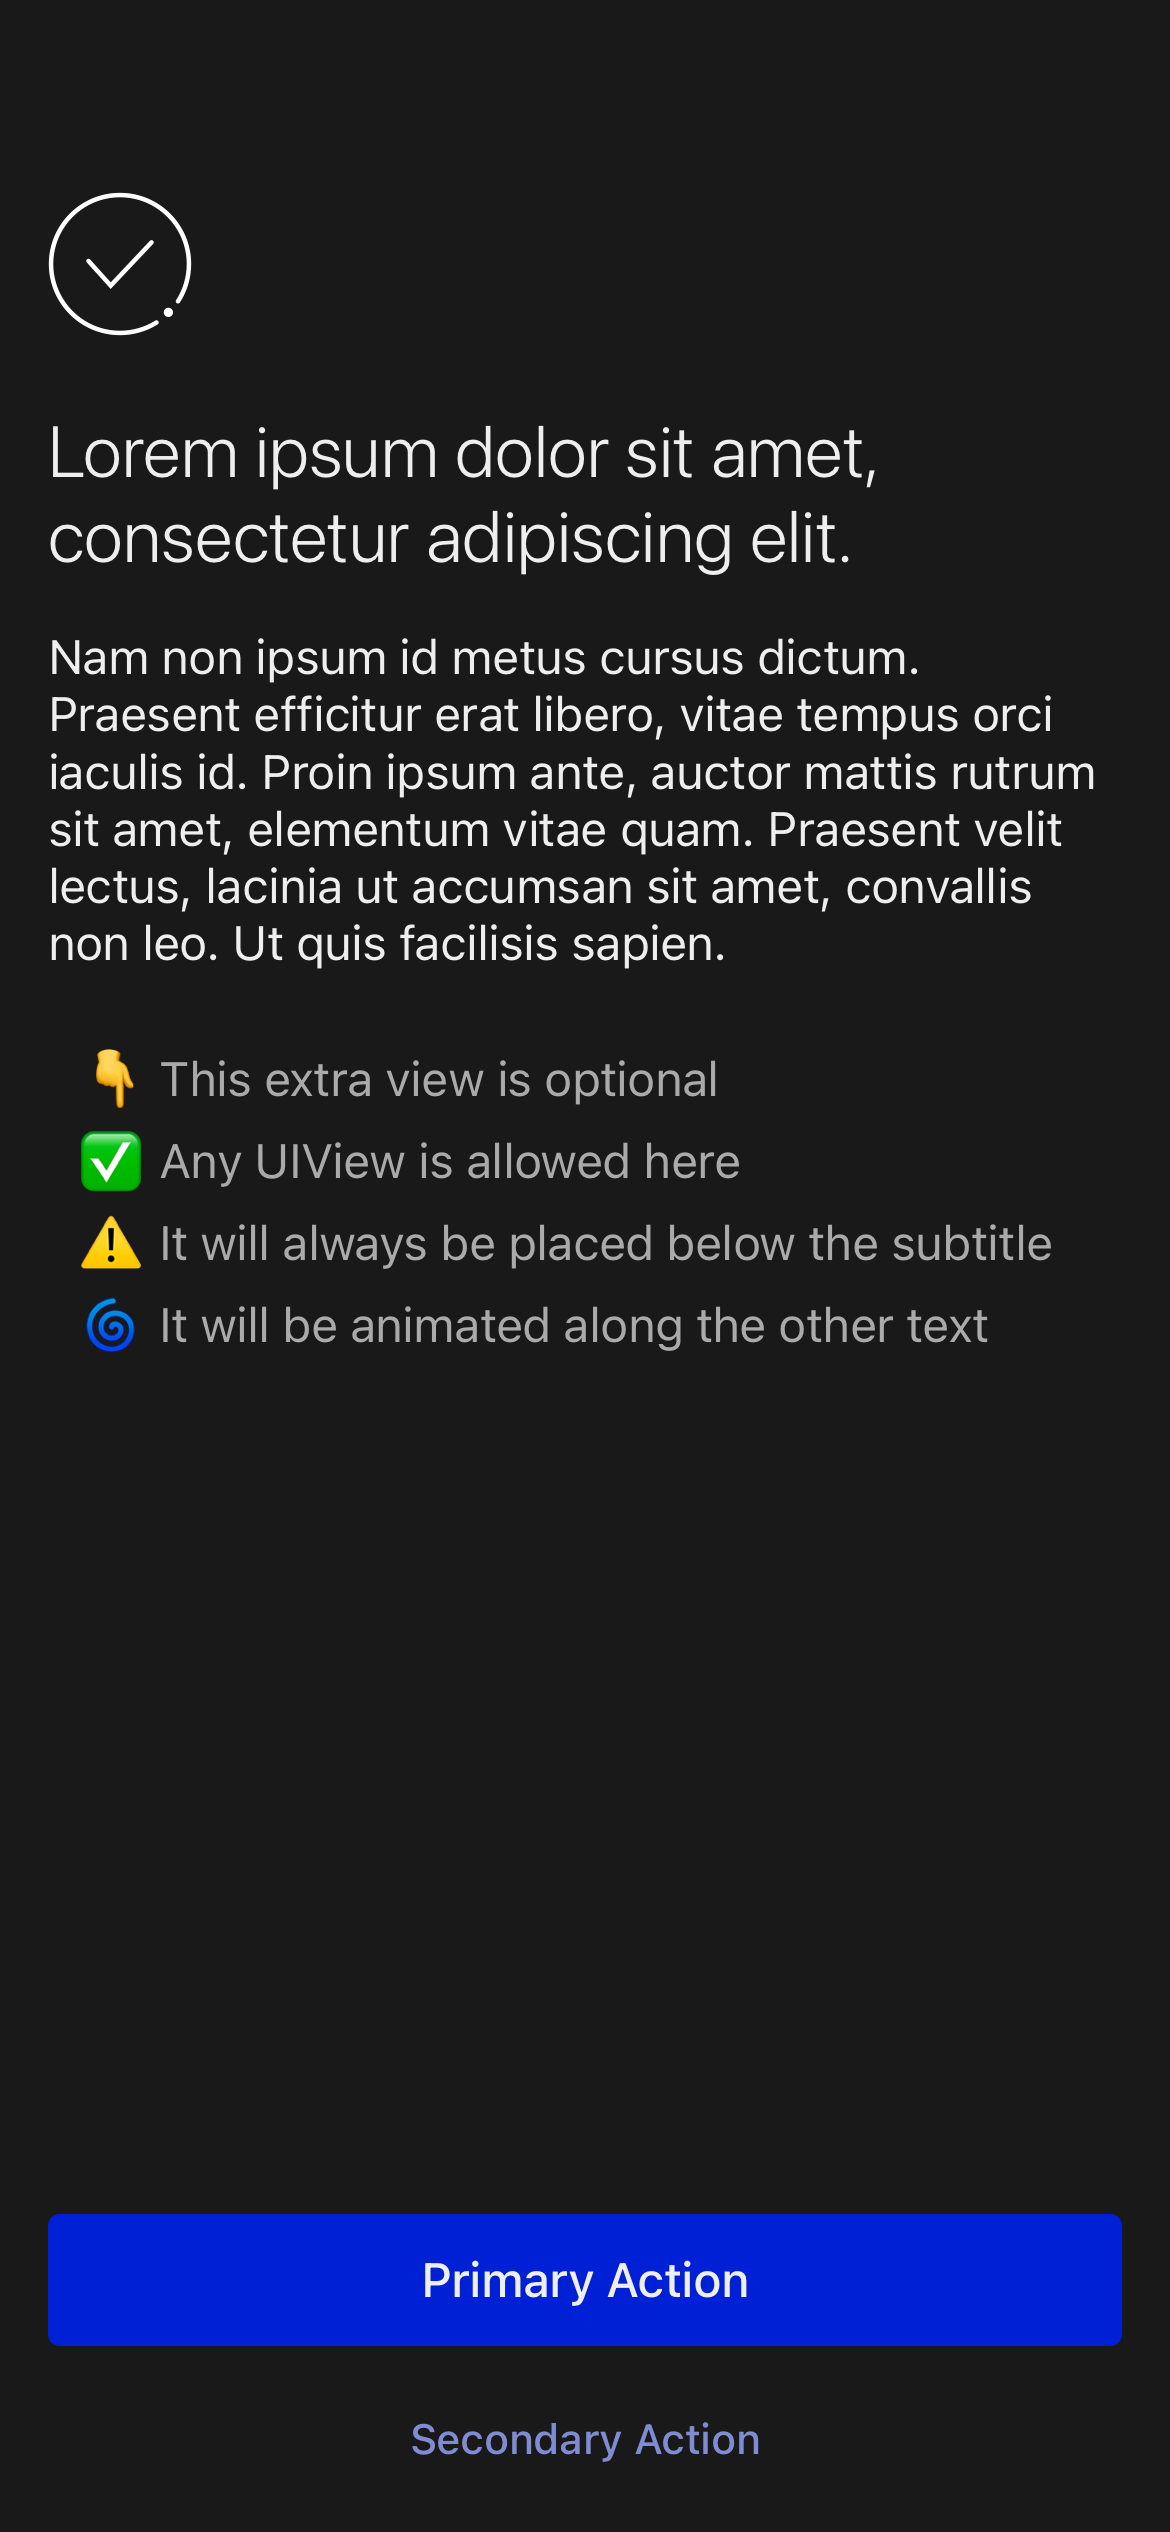 Lorem ipsum dolor sit amet,
consectetur adipiscing elit.
Nam non ipsum id metus cursus dictum.
Praesent efficitur erat libero, vitae tempus orci
iaculis id. Proin ipsum ante, auctor mattis rutrum
sit amet, elementum vitae quam. Praesent velit
lectus, lacinia ut accumsan sit amet, convallis
non leo. Ut quis facilisis sapien.
👇 This extra view is optional
✅ Any UIView is allowed here
⚠️ It will always be placed below the subtitle
🌀 It will be animated along the other text
Primary Action
Secondary Action